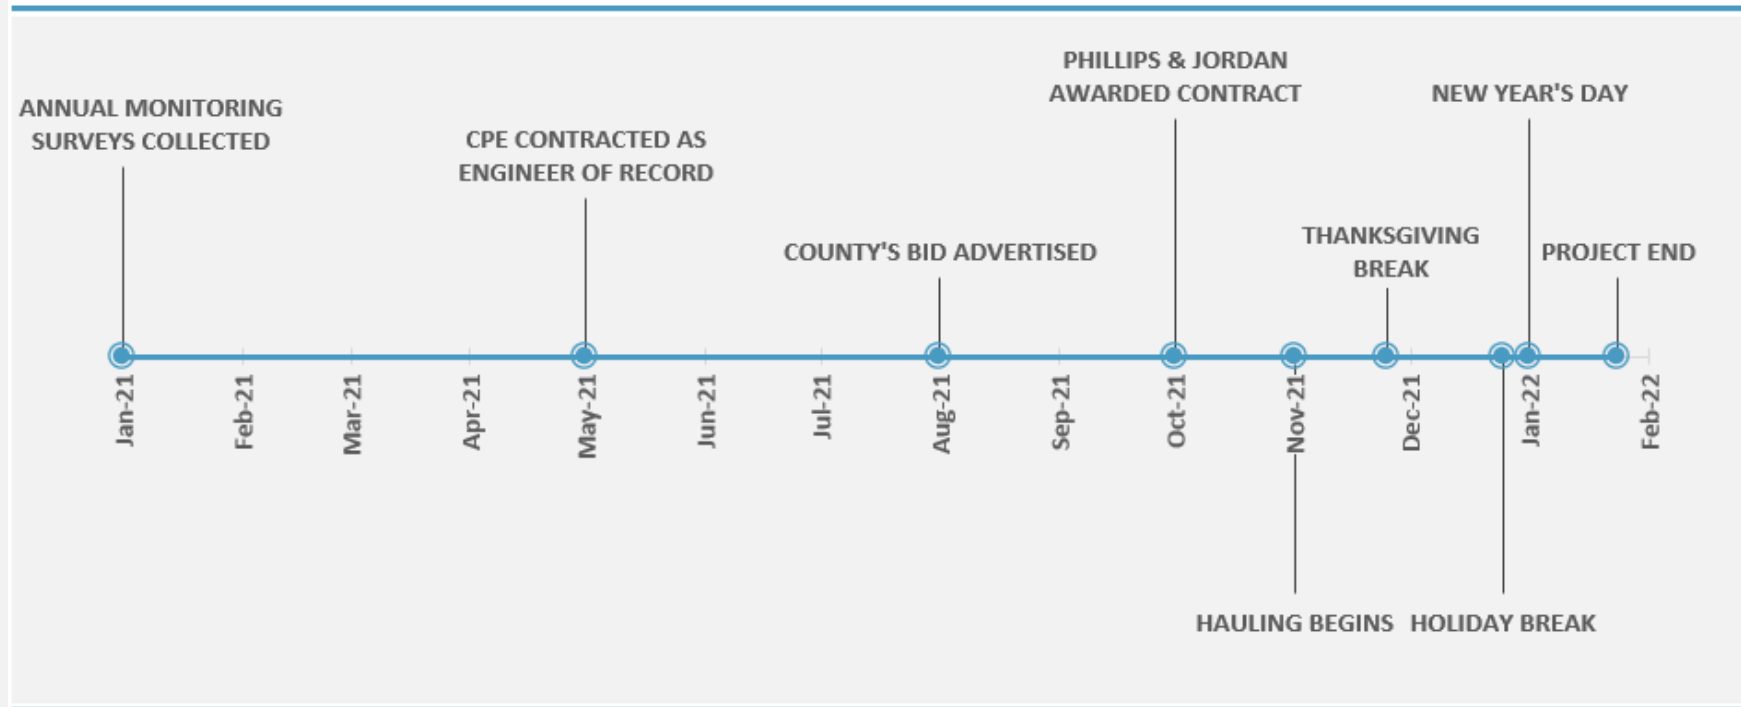 ANNUAL MONITORING
SURVEYS COLLECTED
CPE CONTRACTED AS
ENGINEER OF RECORD
COUNTY'S BID ADVERTISED
PHILLIPS & JORDAN
AWARDED CONTRACT
THANKSGIVING
BREAK
NEW YEAR'S DAY
PROJECT END
Jan-21
Feb-21
Mar-21
Apr-21
May-21
Jun-21
Jul-21
Aug-21
Sep-21
Oct-21
Nov-21
Dec-21
Jan-22
Feb-22
HAULING BEGINS
HOLIDAY BREAK